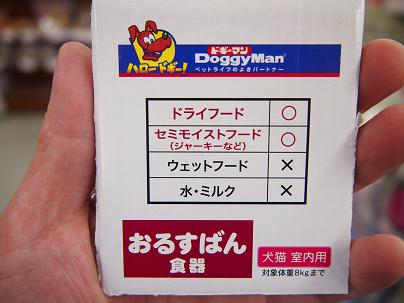 ハロードギー!
ドギーマン
DoggyMan
ペットライフのよきパートナー
ドライフード ○
セミモイストフード ○
(ジャーキーなど)
ウェットフード ×
水・ミルク ×
おるすばん
食器
犬猫 室内用
対象体重8kgまで